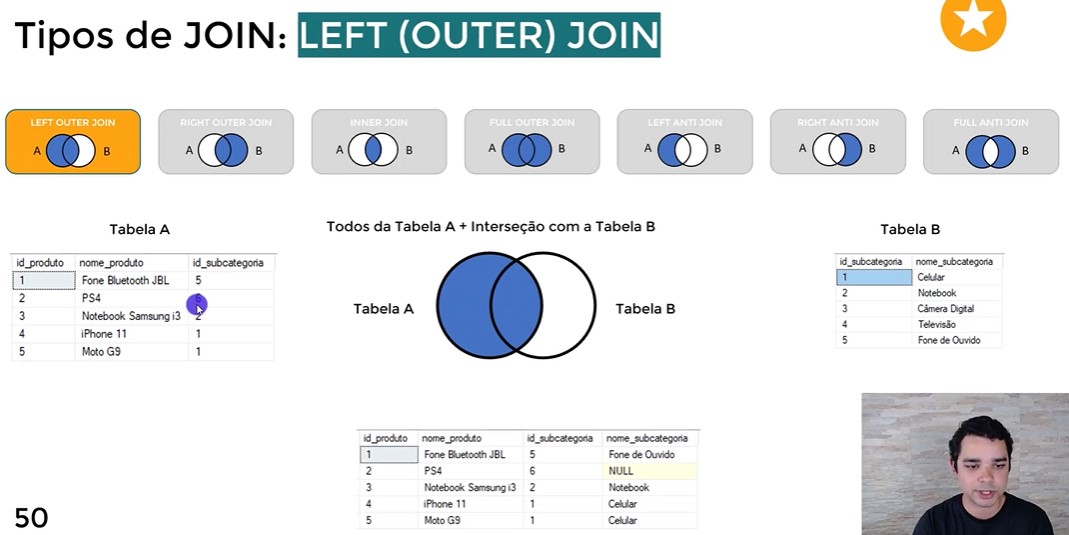 Tipos de JOIN: LEFT (OUTER) JOIN
LEFT OUTER JOIN
A B
RIGHT OUTER JOIN
A B
INNER JOIN
A B
FULL OUTER JOIN
A B
LEFT ANTI JOIN
A B
RIGHT ANTI JOIN
A B
FULL ANTI JOIN
A B
Tabela A
id_produto nome_produto id_subcategoria
1 Fone Bluetooth JBL 5
2 PS4 6
3 Notebook Samsung i3 2
4 iPhone 11 1
5 Moto G9 1
Todos da Tabela A + Interseção com a Tabela B
Tabela A
Tabela B
Tabela B
id_subcategoria nome_subcategoria
1 Celular
2 Notebook
3 Câmera Digital
4 Televisão
5 Fone de Ouvido
id_produto nome_produto id_subcategoria nome_subcategoria
1 Fone Bluetooth JBL 5 Fone de Ouvido
2 PS4 6 NULL
3 Notebook Samsung i3 2 Notebook
4 iPhone 11 1 Celular
5 Moto G9 1 Celular
50